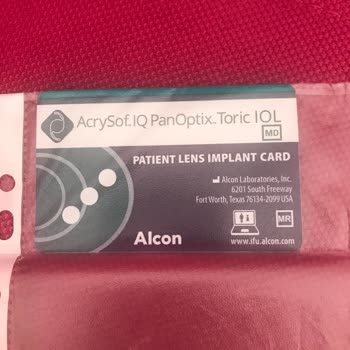 AcrySof. IQ PanOptix. Toric IOL
MD
PATIENT LENS IMPLANT CARD
Alcon Laboratories, Inc.
6201 South Freeway
Fort Worth, Texas 76134-2099 USA
MR
Alcon
www.ifu.alcon.com